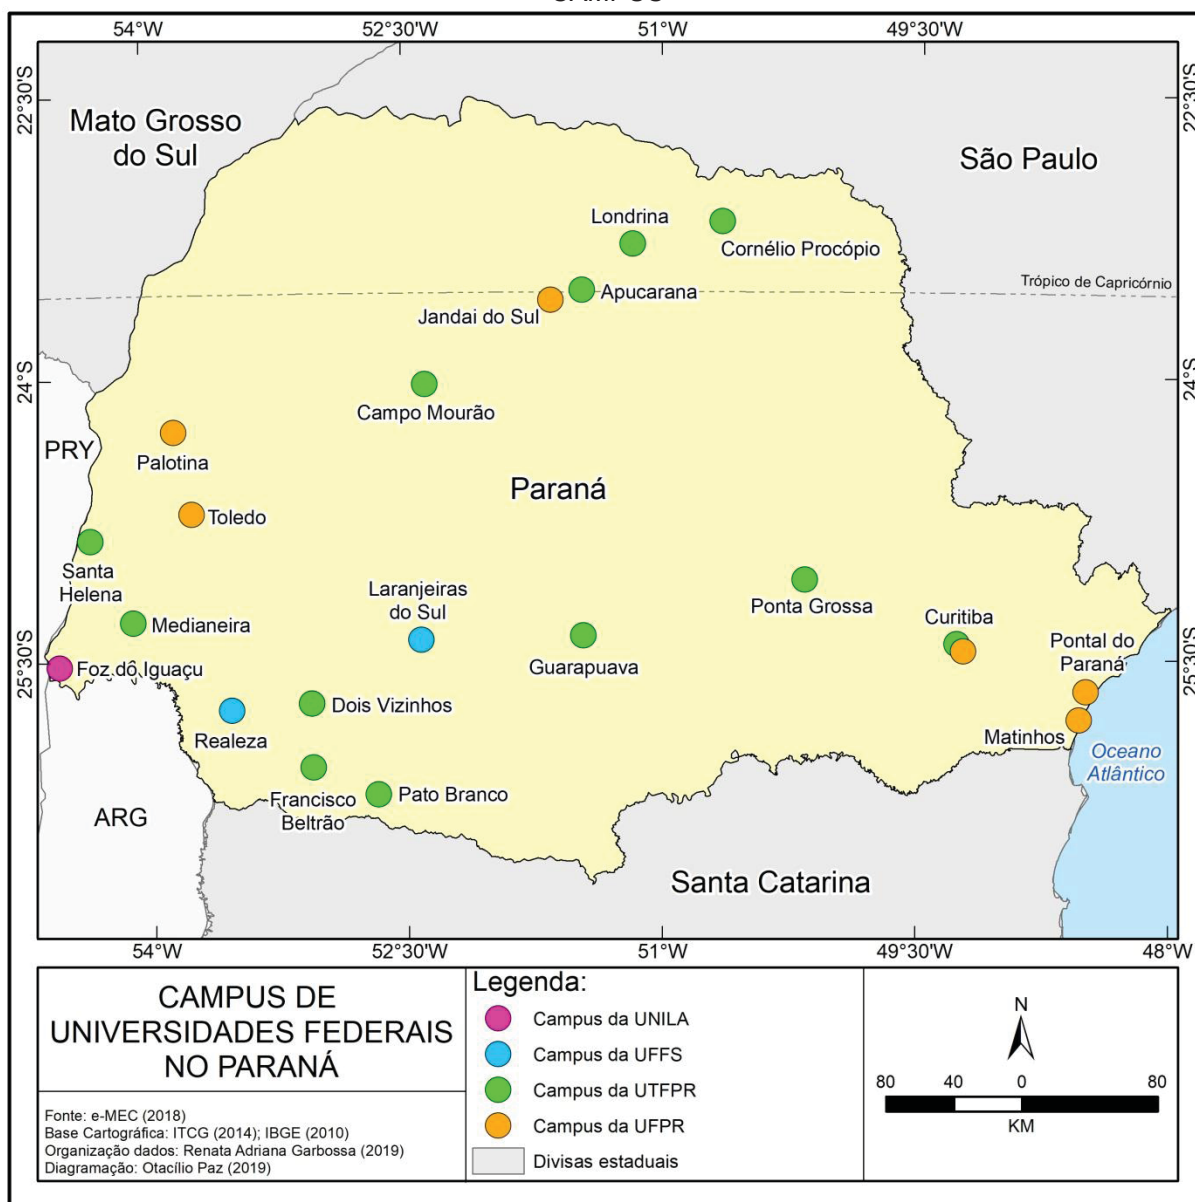 54°W
52°30'W
51°W
49°30'W
22°30'S
22°30'S
Mato Grosso
do Sul
São Paulo
Londrina
Cornélio Procópio
Trópico de Capricórnio
Apucarana
Jandai do Sul
24°S
24°S
Campo Mourão
PRY
Palotina
Paraná
Toledo
Santa
Helena
Laranjeiras
do Sul
Ponta Grossa
Curitiba
Medianeira
Pontal do
Paraná
Guarapuava
25°30'S
25°30'S
Foz do Iguaçu
Dois Vizinhos
Realeza
Matinhos
Oceano
Atlântico
Francisco
Beltrão
Pato Branco
ARG
Santa Catarina
54°W
52°30'W
51°W
49°30'W
48°W
CAMPUS DE
UNIVERSIDADES FEDERAIS
NO PARANÁ
Fonte: e-MEC (2018)
Base Cartográfica: ITCG (2014); IBGE (2010)
Organização dados: Renata Adriana Garbossa (2019)
Diagramação: Otacílio Paz (2019)
Legenda:
Campus da UNILA
Campus da UFFS
Campus da UTFPR
Campus da UFPR
Divisas estaduais
N
80 40 0 80
KM